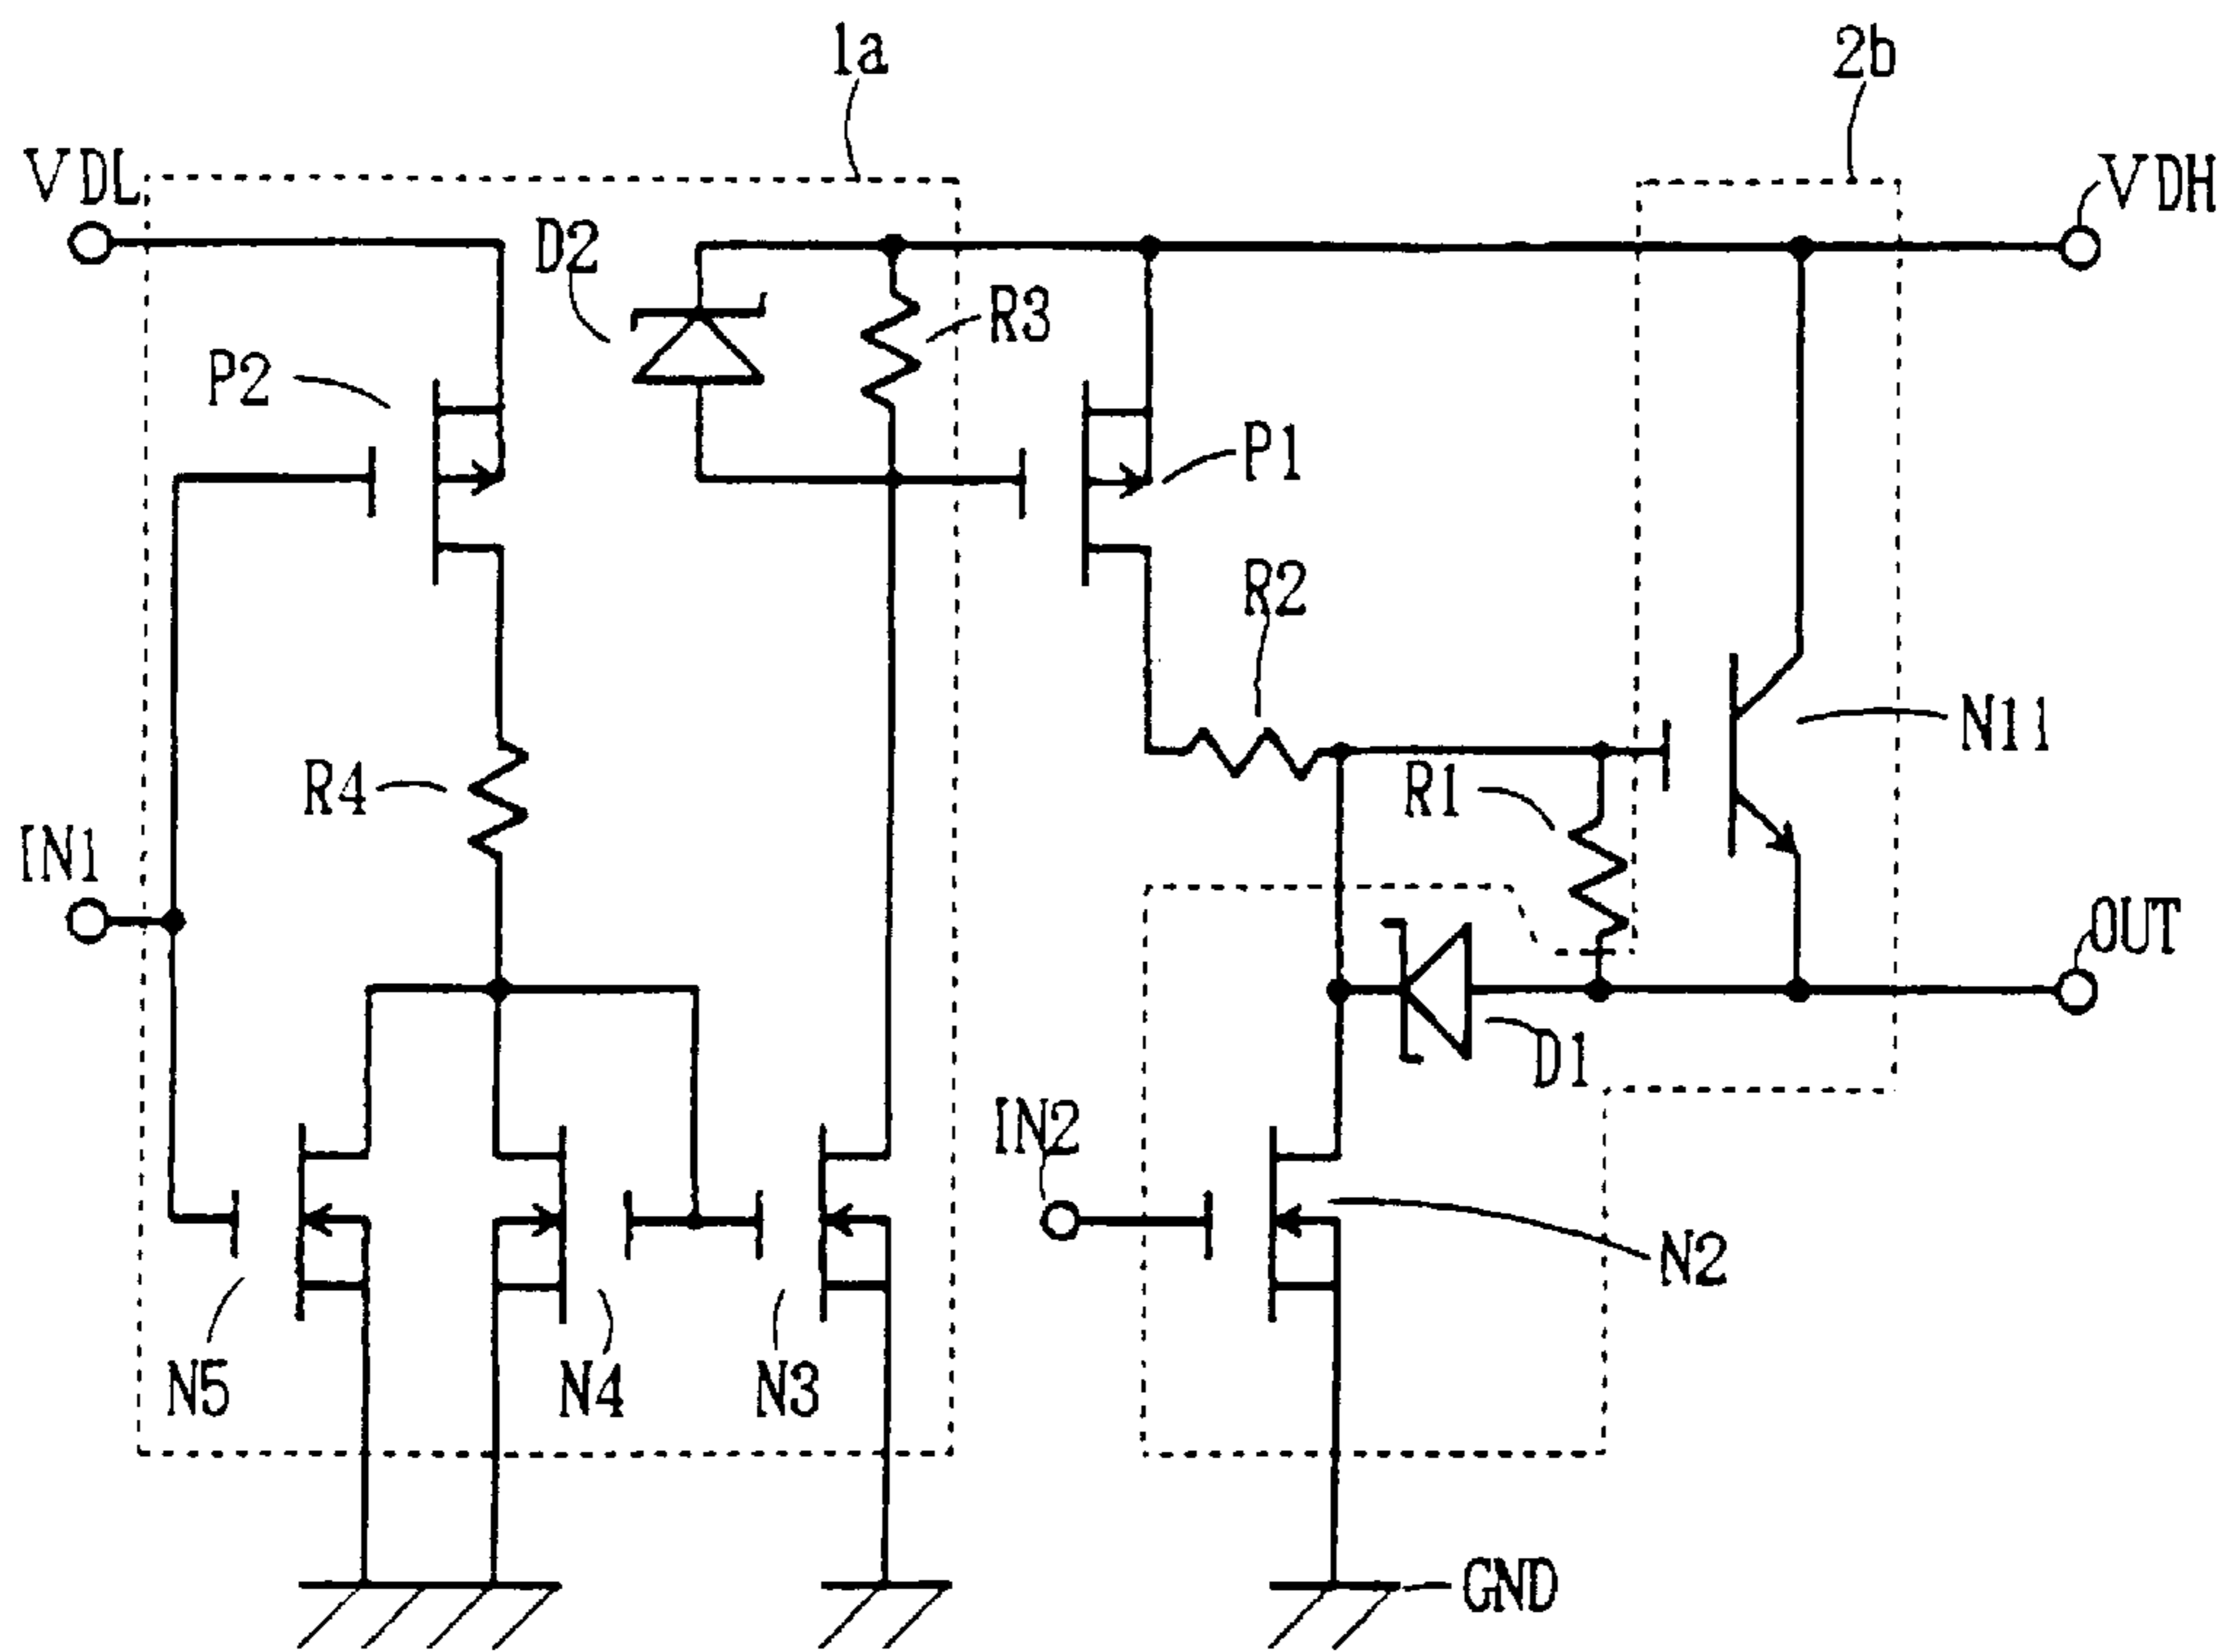 1a
2b
VDL
VDH
D2
R3
P2
P1
R2
N11
R4
R1
IN1
OUT
D1
IN2
N2
N5
N4
N3
GND